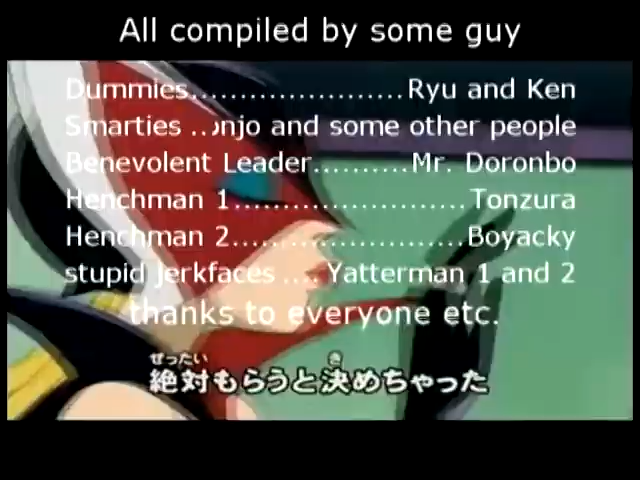 All compiled by some guy
Dummies......................Ryu and Ken
Smarties ..onjo and some other people
Benevolent Leader..........Mr. Doronbo
Henchman 1........................Tonzura
Henchman 2........................Boyacky
stupid jerkfaces ....Yatterman 1 and 2
thanks to everyone etc.
ぜったい き
絶対もらうと決めちゃった